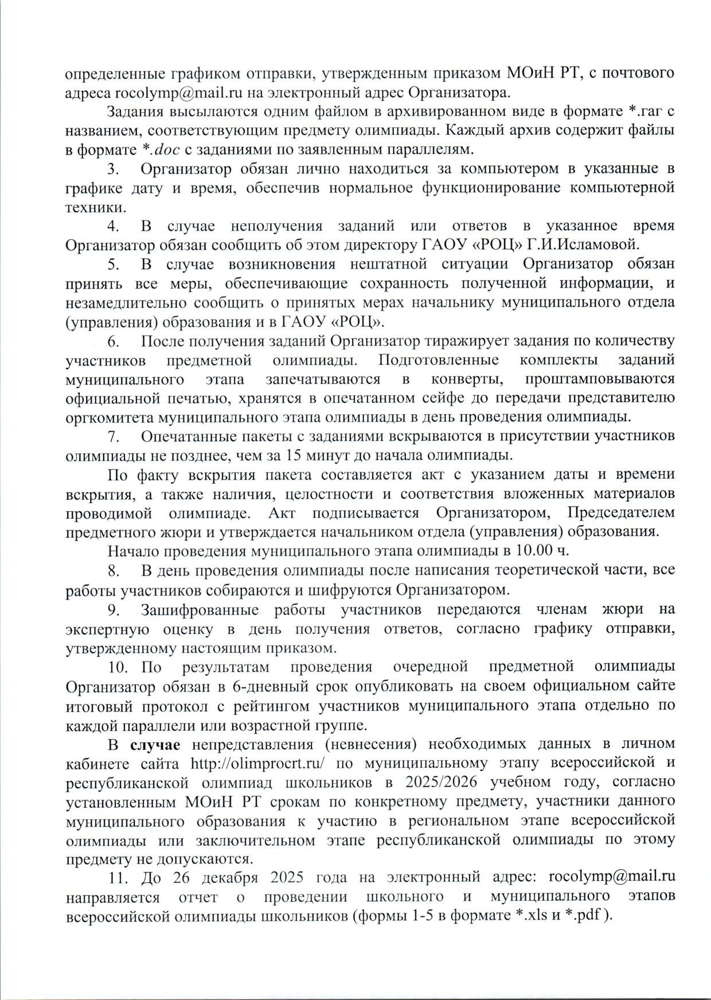 определенные графиком отправки, утвержденным приказом МОиН РТ, с почтового
адреса rocolymp@mail.ru на электронный адрес Организатора.
Задания высылаются одним файлом в архивированном виде в формате *.rar с
названием, соответствующим предмету олимпиады. Каждый архив содержит файлы
в формате *.doc с заданиями по заявленным параллелям.
3. Организатор обязан лично находиться за компьютером в указанные в
графике дату и время, обеспечив нормальное функционирование компьютерной
техники.
4. В случае неполучения заданий или ответов в указанное время
Организатор обязан сообщить об этом директору ГАОУ «РОЦ» Г.И.Исламовой.
5. В случае возникновения нештатной ситуации Организатор обязан
принять все меры, обеспечивающие сохранность полученной информации, и
незамедлительно сообщить о принятых мерах начальнику муниципального отдела
(управления) образования и в ГАОУ «РОЦ».
6. После получения заданий Организатор тиражирует задания по количеству
участников предметной олимпиады. Подготовленные комплекты заданий
муниципального этапа запечатываются в конверты, проштамповываются
официальной печатью, хранятся в опечатанном сейфе до передачи представителю
оргкомитета муниципального этапа олимпиады в день проведения олимпиады.
7. Опечатанные пакеты с заданиями вскрываются в присутствии участников
олимпиады не позднее, чем за 15 минут до начала олимпиады.
По факту вскрытия пакета составляется акт с указанием даты и времени
вскрытия, а также наличия, целостности и соответствия вложенных материалов
проводимой олимпиаде. Акт подписывается Организатором, Председателем
предметного жюри и утверждается начальником отдела (управления) образования.
Начало проведения муниципального этапа олимпиады в 10.00 ч.
8. В день проведения олимпиады после написания теоретической части, все
работы участников собираются и шифруются Организатором.
9. Зашифрованные работы участников передаются членам жюри на
экспертную оценку в день получения ответов, согласно графику отправки,
утвержденному настоящим приказом.
10. По результатам проведения очередной предметной олимпиады
Организатор обязан в 6-дневный срок опубликовать на своем официальном сайте
итоговый протокол с рейтингом участников муниципального этапа отдельно по
каждой параллели или возрастной группе.
В случае непредставления (невнесения) необходимых данных в личном
кабинете сайта http://olimprocrt.ru/ по муниципальному этапу всероссийской и
республиканской олимпиад школьников в 2025/2026 учебном году, согласно
установленным МОиН РТ срокам по конкретному предмету, участники данного
муниципального образования к участию в региональном этапе всероссийской
олимпиады или заключительном этапе республиканской олимпиады по этому
предмету не допускаются.
11. До 26 декабря 2025 года на электронный адрес: rocolymp@mail.ru
направляется отчет о проведении школьного и муниципального этапов
всероссийской олимпиады школьников (формы 1-5 в формате *.xls и *.pdf ).